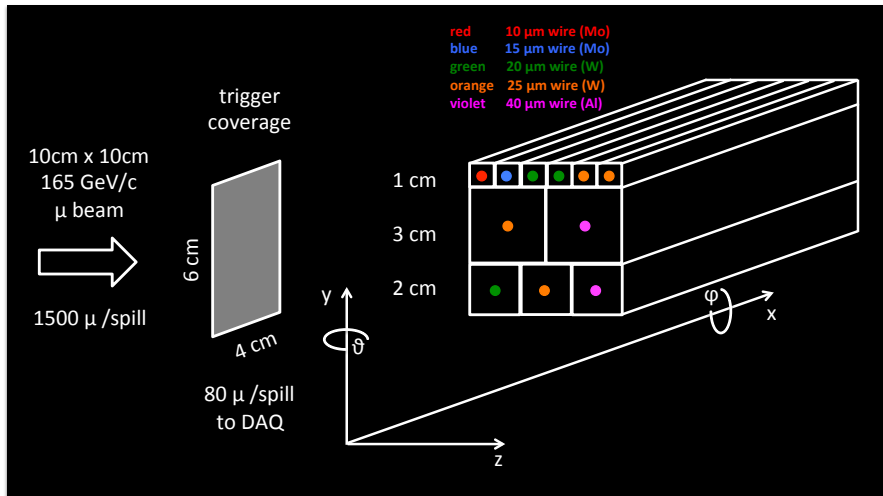 red 10 µm wire (Mo)
blue 15 µm wire (Mo)
green 20 µm wire (W)
orange 25 µm wire (W)
violet 40 µm wire (Al)
trigger
coverage
10cm x 10cm
165 GeV/c
µ beam
1500 µ /spill
6 cm
4 cm
80 µ /spill
to DAQ
1 cm
3 cm
2 cm
y
ϑ
z
φ
x